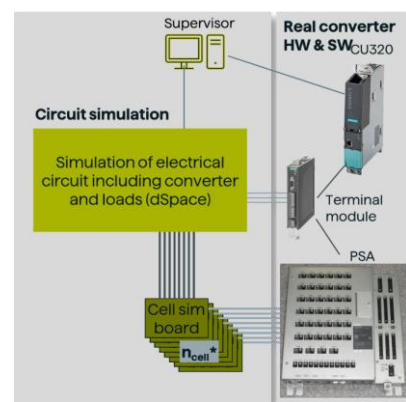 Supervisor
Real converter
HW & SW
CU320
Circuit simulation
Simulation of electrical
circuit including converter
and loads (dSpace)
Terminal
module
PSA
Cell sim
board
n_cell*